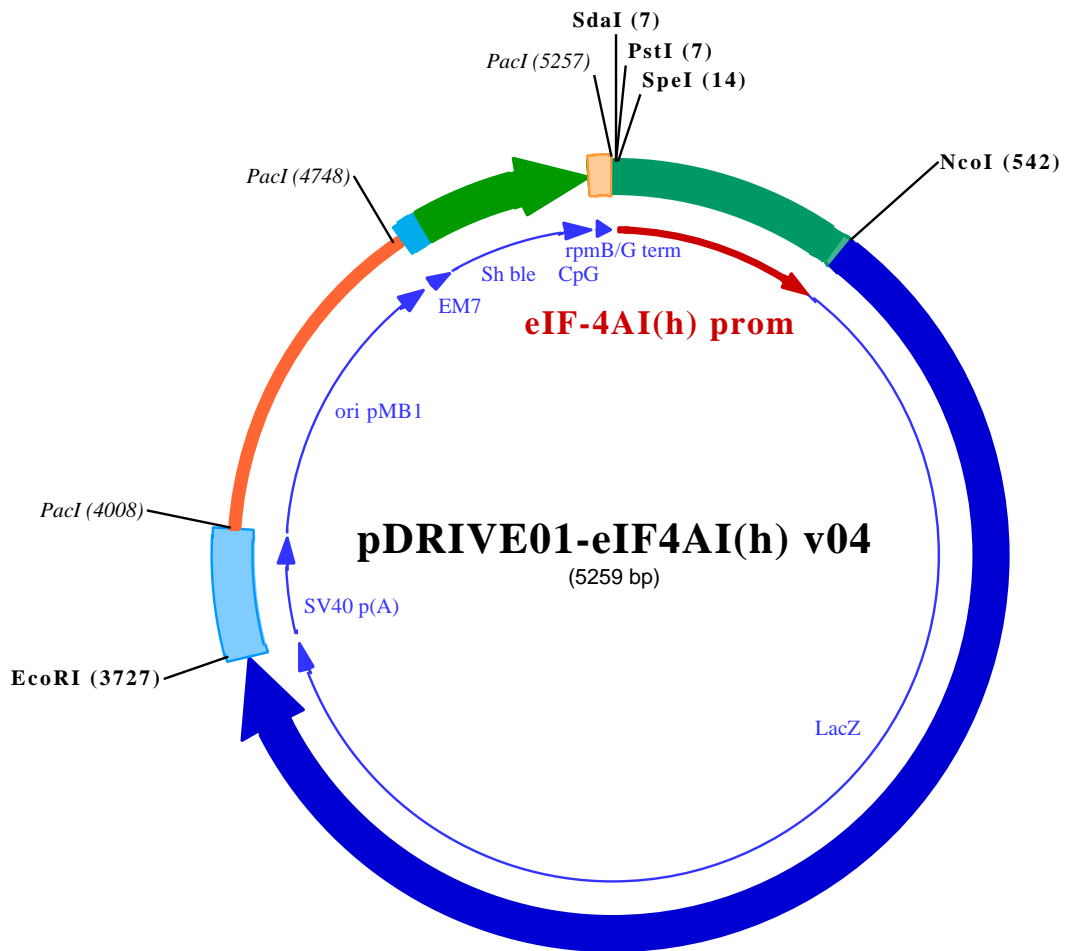 SdaI (7)
PacI (5257)
PstI (7)
SpeI (14)
NcoI (542)
PacI (4748)
rpmB/G term
Sh ble CpG
EM7
eIF-4AI(h) prom
ori pMB1
PacI (4008)
pDRIVE01-eIF4AI(h) v04
(5259 bp)
SV40 p(A)
EcoRI (3727)
LacZ